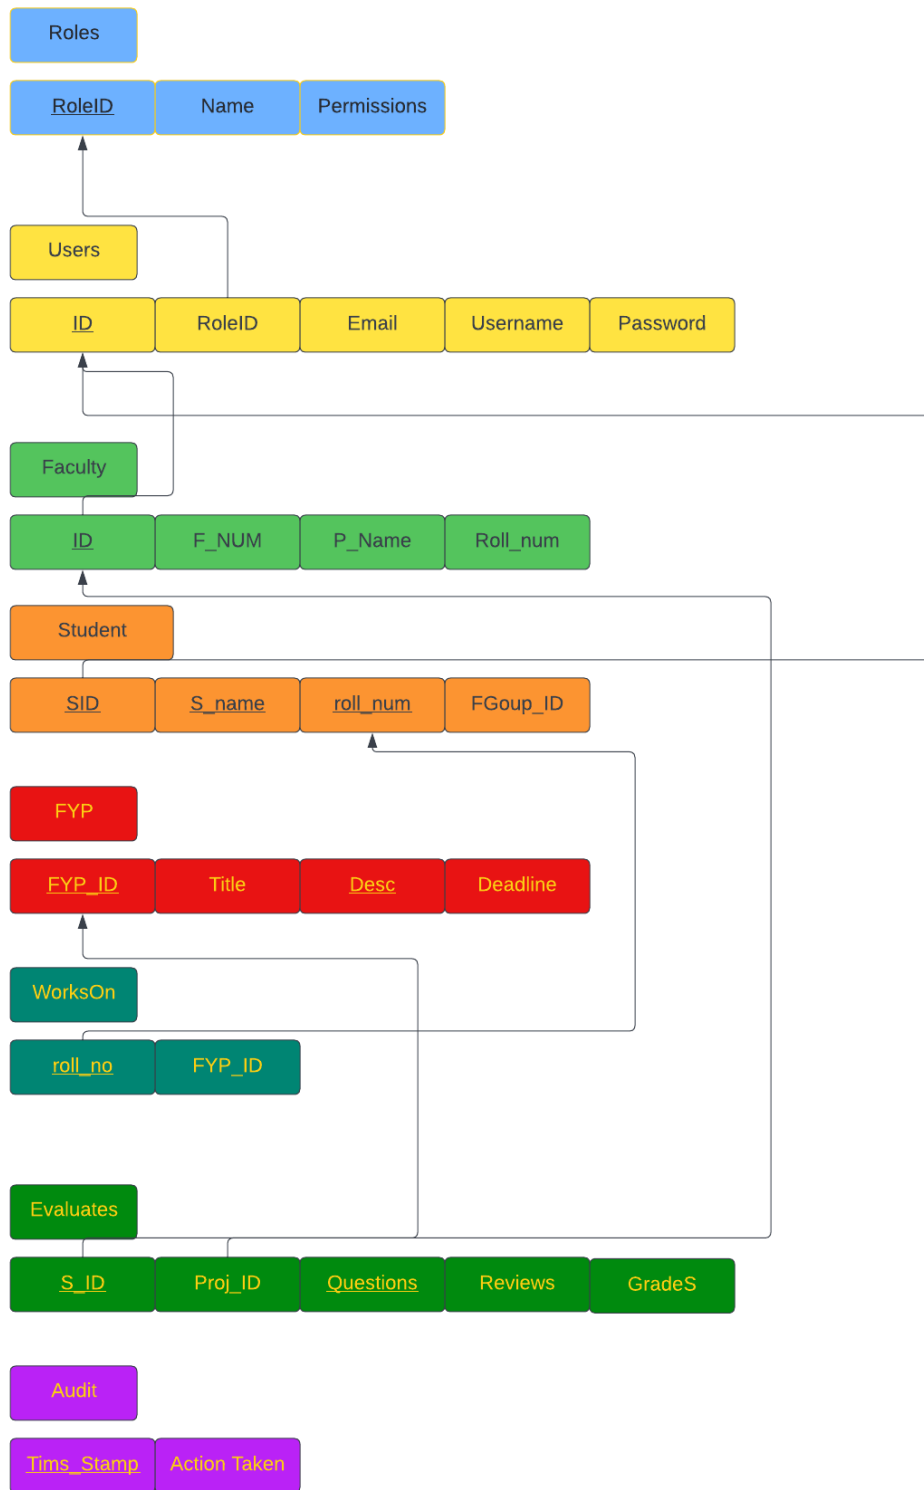 Roles
RoleID Name Permissions
Users
ID RoleID Email Username Password
Faculty
ID F_NUM P_Name Roll_num
Student
SID S_name roll_num FGoup_ID
FYP
FYP_ID Title Desc Deadline
WorksOn
roll_no FYP_ID
Evaluates
S_ID Proj_ID Questions Reviews GradeS
Audit
Tims_Stamp Action Taken